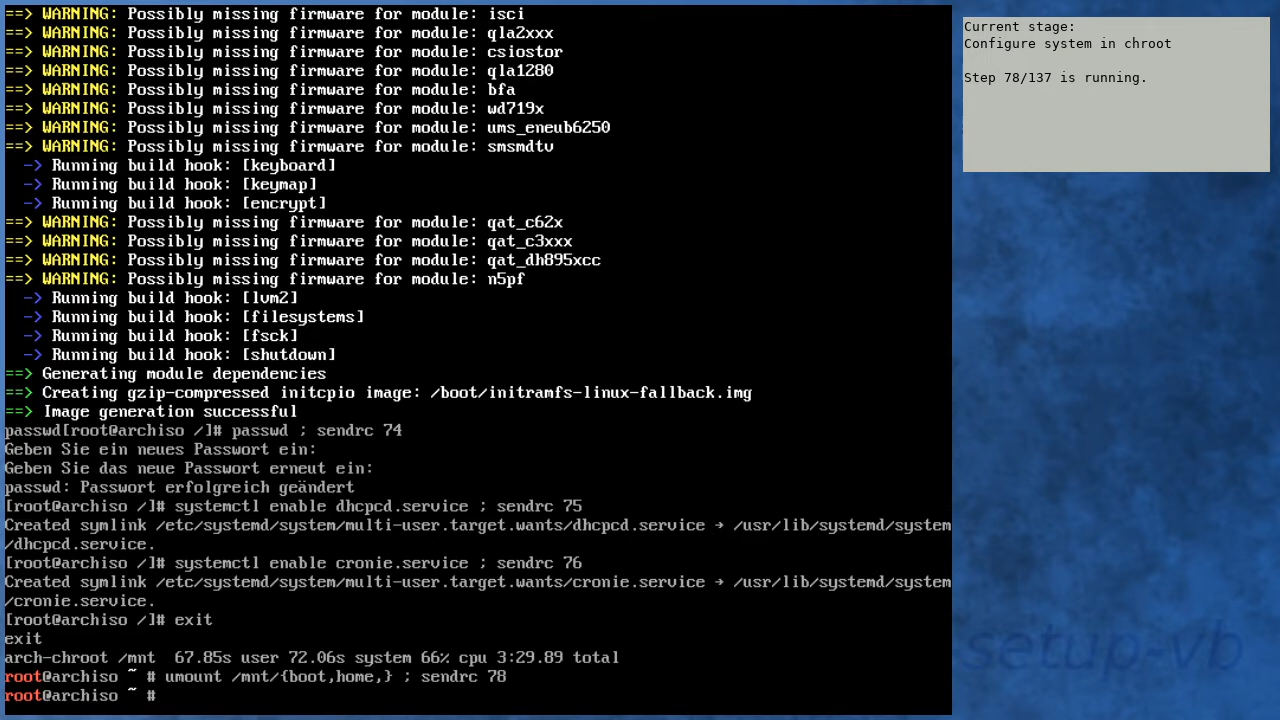 ==> WARNING: Possibly missing firmware for module: isci
==> WARNING: Possibly missing firmware for module: qla2xxx
==> WARNING: Possibly missing firmware for module: csiostor
==> WARNING: Possibly missing firmware for module: qla1280
==> WARNING: Possibly missing firmware for module: bfa
==> WARNING: Possibly missing firmware for module: wd719x
==> WARNING: Possibly missing firmware for module: ums_eneub6250
==> WARNING: Possibly missing firmware for module: smsmdtv
  -> Running build hook: [keyboard]
  -> Running build hook: [keymap]
  -> Running build hook: [encrypt]
==> WARNING: Possibly missing firmware for module: qat_c62x
==> WARNING: Possibly missing firmware for module: qat_c3xxx
==> WARNING: Possibly missing firmware for module: qat_dh895xcc
==> WARNING: Possibly missing firmware for module: n5pf
  -> Running build hook: [lvm2]
  -> Running build hook: [filesystems]
  -> Running build hook: [fsck]
  -> Running build hook: [shutdown]
==> Generating module dependencies
==> Creating gzip-compressed initcpio image: /boot/initramfs-linux-fallback.img
==> Image generation successful
passwd[root@archiso /]# passwd ; sendrc 74
Geben Sie ein neues Passwort ein:
Geben Sie das neue Passwort erneut ein:
passwd: Passwort erfolgreich geändert
[root@archiso /]# systemctl enable dhcpcd.service ; sendrc 75
Created symlink /etc/systemd/system/multi-user.target.wants/dhcpcd.service → /usr/lib/systemd/system
/dhcpcd.service.
[root@archiso /]# systemctl enable cronie.service ; sendrc 76
Created symlink /etc/systemd/system/multi-user.target.wants/cronie.service → /usr/lib/systemd/system
/cronie.service.
[root@archiso /]# exit
exit
arch-chroot /mnt  67.85s user 72.06s system 66% cpu 3:29.89 total
root@archiso ~ # umount /mnt/{boot,home,} ; sendrc 78
root@archiso ~ #
Current stage:
Configure system in chroot
Step 78/137 is running.
setup-vb